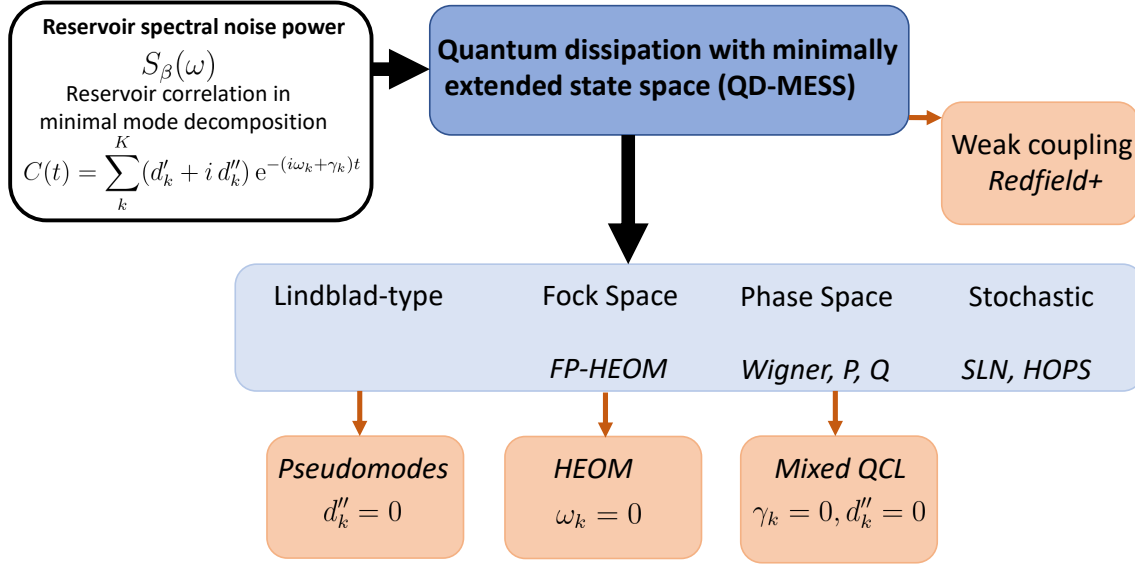 Reservoir spectral noise power
S_β(ω)
Reservoir correlation in
minimal mode decomposition
C(t) = ∑_k^K (d′_k + i d″_k) e^{−(iω_k+γ_k)t}
Quantum dissipation with minimally
extended state space (QD-MESS)
Weak coupling
Redfield+
Lindblad-type Fock Space Phase Space Stochastic
FP-HEOM Wigner, P, Q SLN, HOPS
Pseudomodes
d″_k = 0
HEOM
ω_k = 0
Mixed QCL
γ_k = 0, d″_k = 0